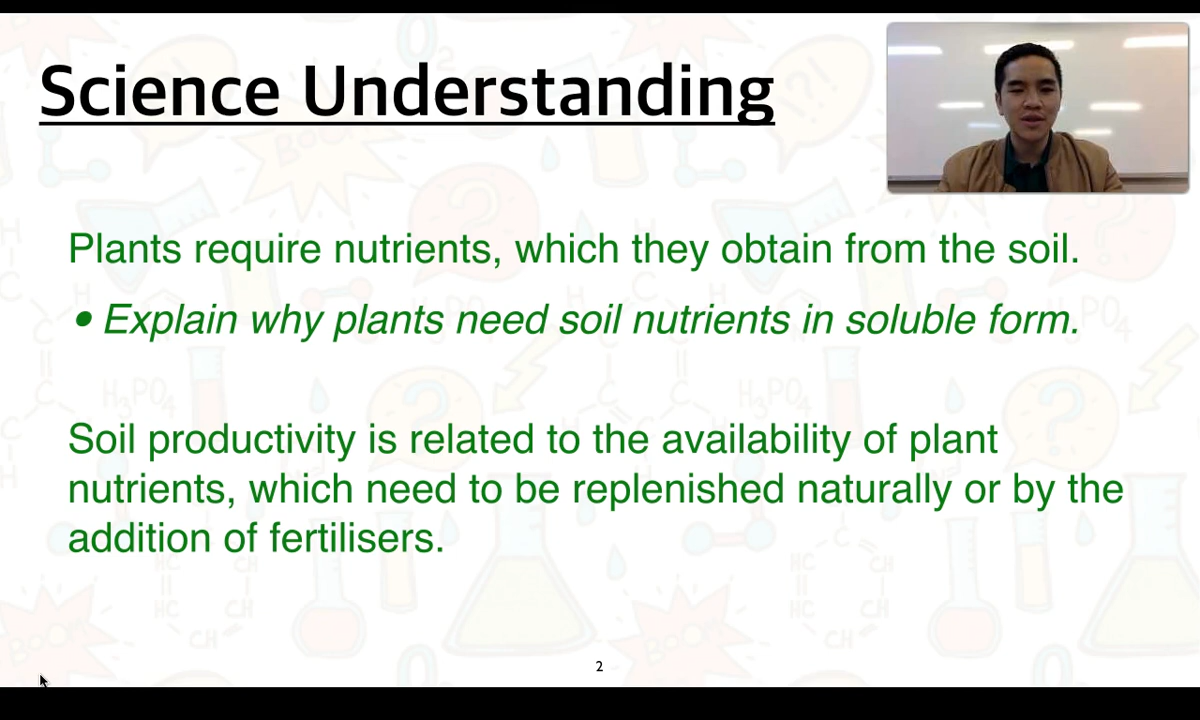 Science Understanding
Plants require nutrients, which they obtain from the soil.
• Explain why plants need soil nutrients in soluble form.
Soil productivity is related to the availability of plant
nutrients, which need to be replenished naturally or by the
addition of fertilisers.
2